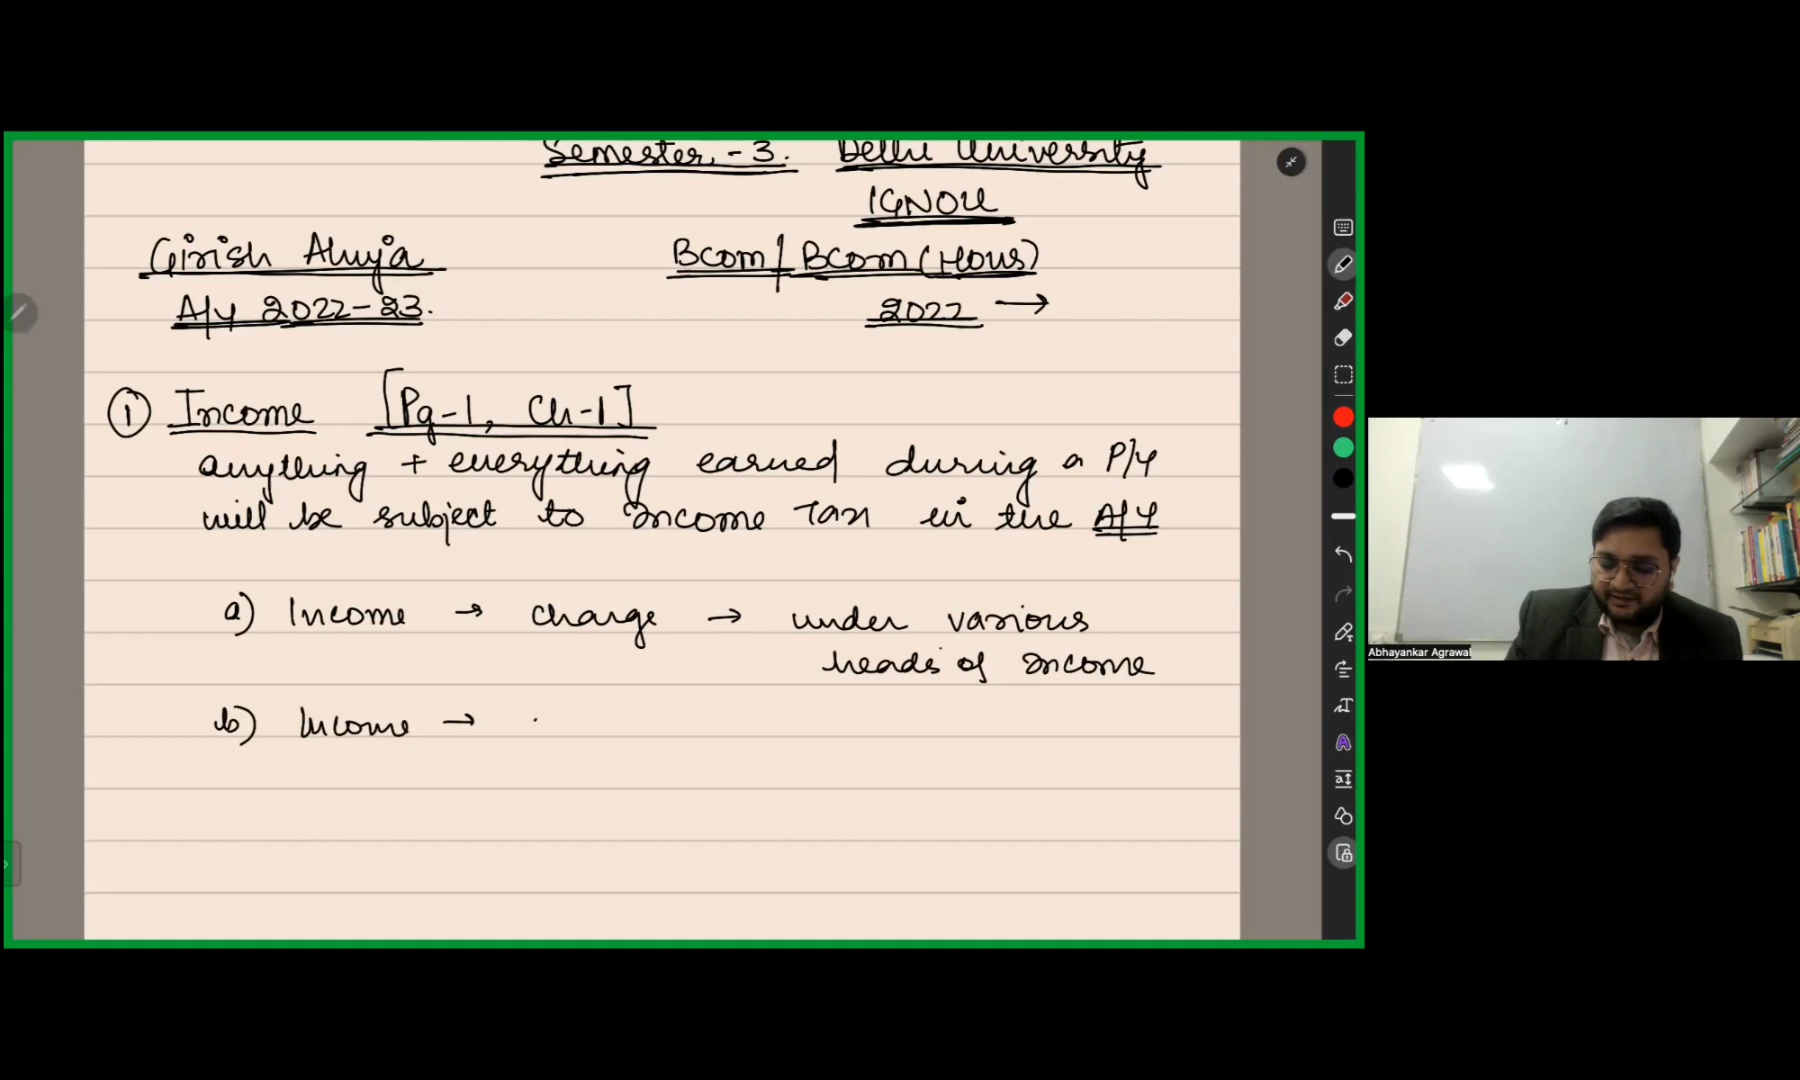 Semester - 3. Delhi University
IGNOU
Girish Ahuja Bcom / Bcom (Hons)
A/y 2022-23. 2022 →
① Income [Pg-1, Ch-1]
anything + everything earned during a P/Y
will be subject to Income Tax in the A/Y
a) Income → charge → under various
heads of Income
b) Income →
Abhayankar Agrawal